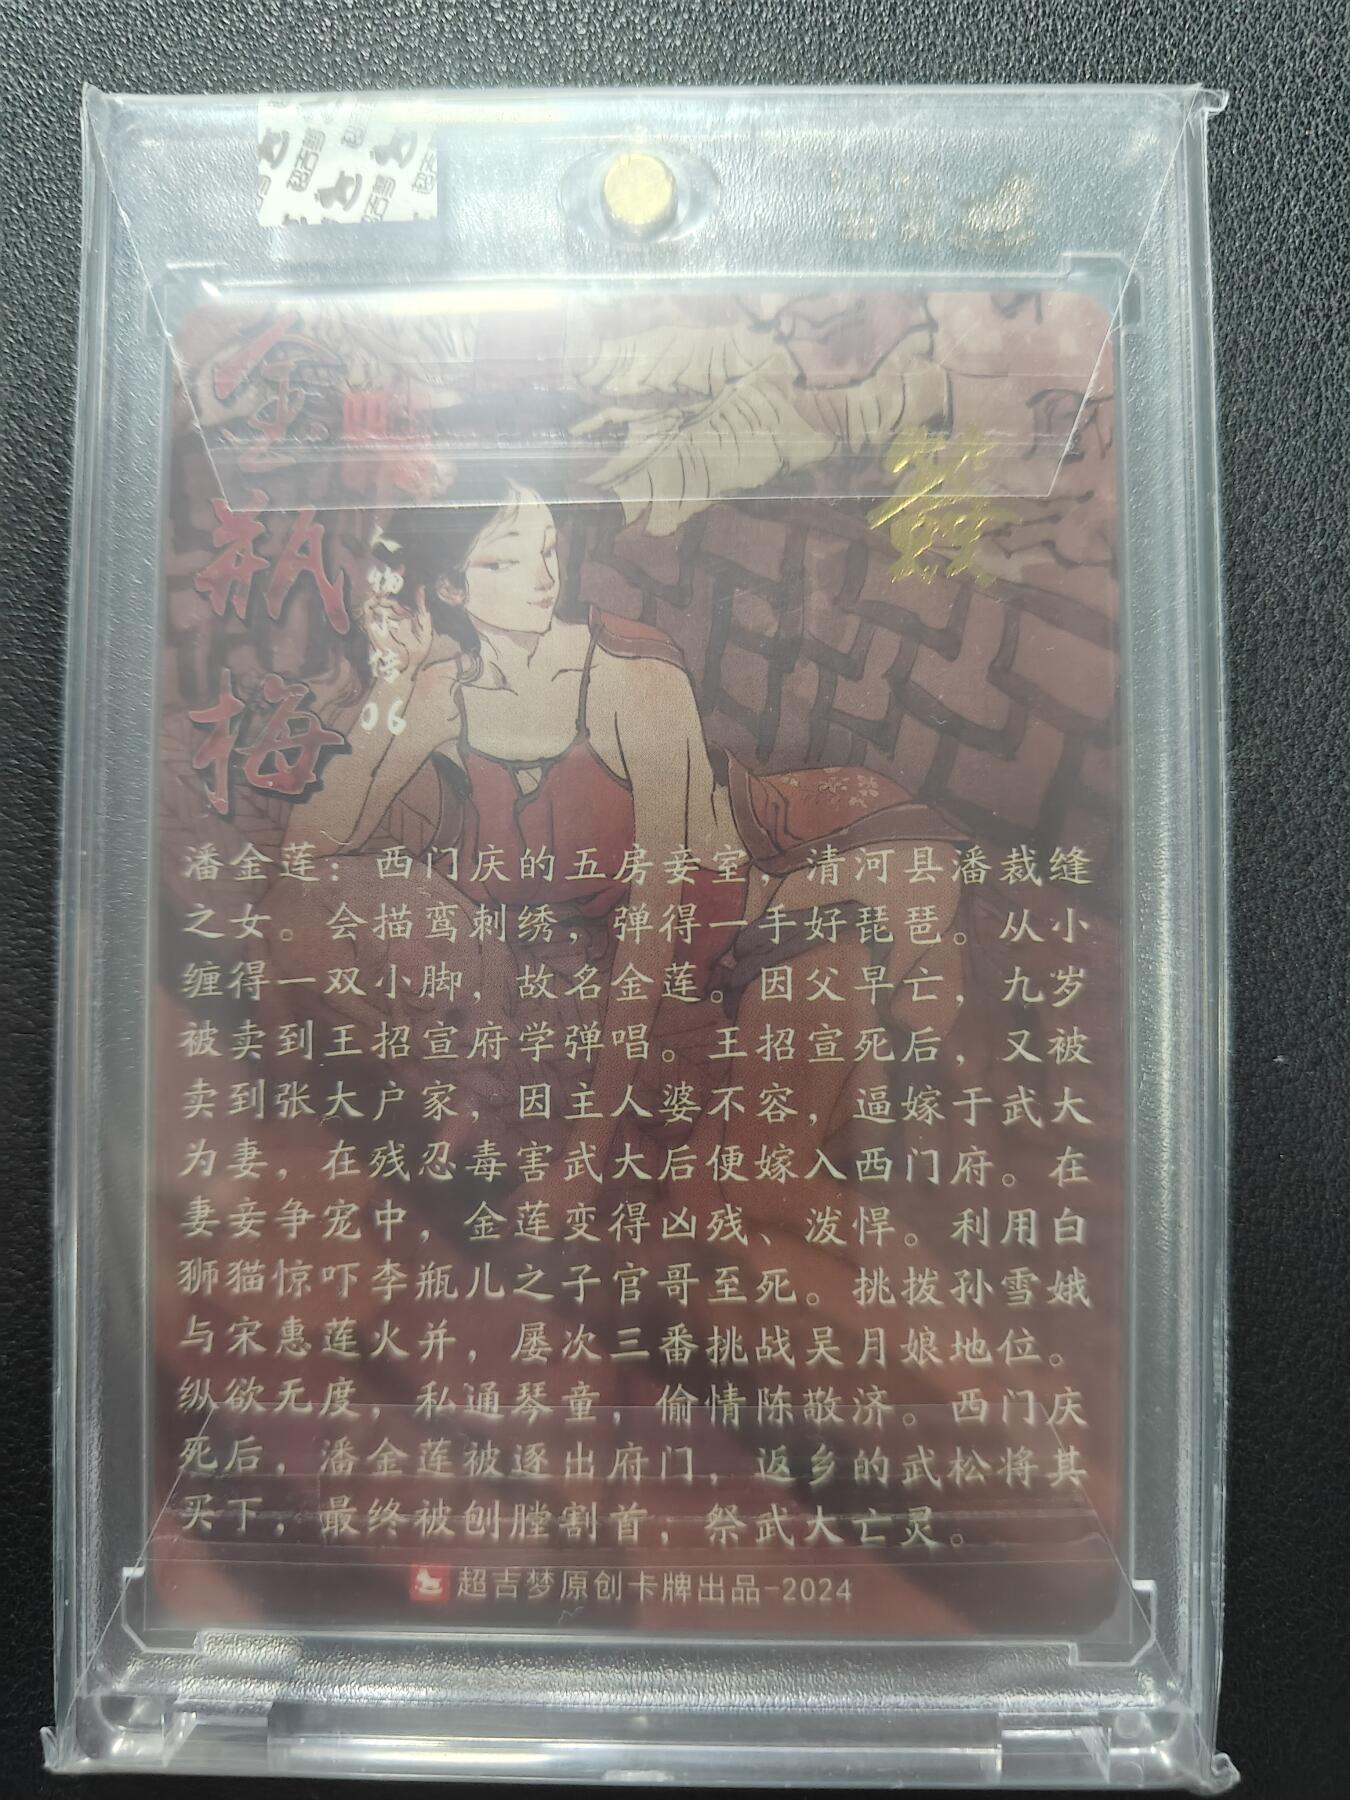 金瓶梅
人物小传
06
潘金莲：西门庆的五房妾室，清河县潘裁缝
之女。会描鸾刺绣，弹得一手好琵琶。从小
缠得一双小脚，故名金莲。因父早亡，九岁
被卖到王招宣府学弹唱。王招宣死后，又被
卖到张大户家，因主人婆不容，逼嫁于武大
为妻，在残忍毒害武大后便嫁入西门府。在
妻妾争宠中，金莲变得凶残、泼悍。利用白
狮猫惊吓李瓶儿之子官哥至死。挑拨孙雪娥
与宋惠莲火并，屡次三番挑战吴月娘地位。
纵欲无度，私通琴童，偷情陈敬济。西门庆
死后，潘金莲被逐出府门，返乡的武松将其
买下，最终被刨膛割首，祭武大亡灵。
超吉梦原创卡牌出品-2024